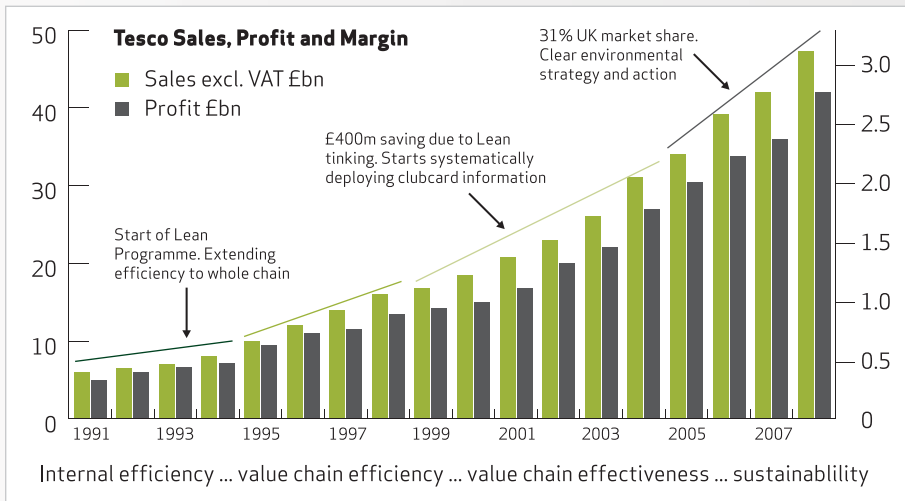 Tesco Sales, Profit and Margin
Sales excl. VAT £bn
Profit £bn
31% UK market share.
Clear environmental
strategy and action
£400m saving due to Lean
tinking. Starts systematically
deploying clubcard information
Start of Lean
Programme. Extending
efficiency to whole chain
50
40
30
20
10
0
3.0
2.5
2.0
1.5
1.0
0.5
0
1991
1993
1995
1997
1999
2001
2003
2005
2007
Internal efficiency ... value chain efficiency ... value chain effectiveness ... sustainablility